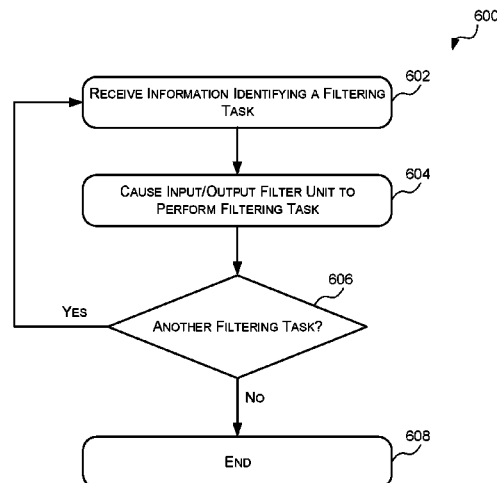 600
RECEIVE INFORMATION IDENTIFYING A FILTERING
TASK
602
CAUSE INPUT/OUTPUT FILTER UNIT TO
PERFORM FILTERING TASK
604
606
YES
ANOTHER FILTERING TASK?
NO
END
608